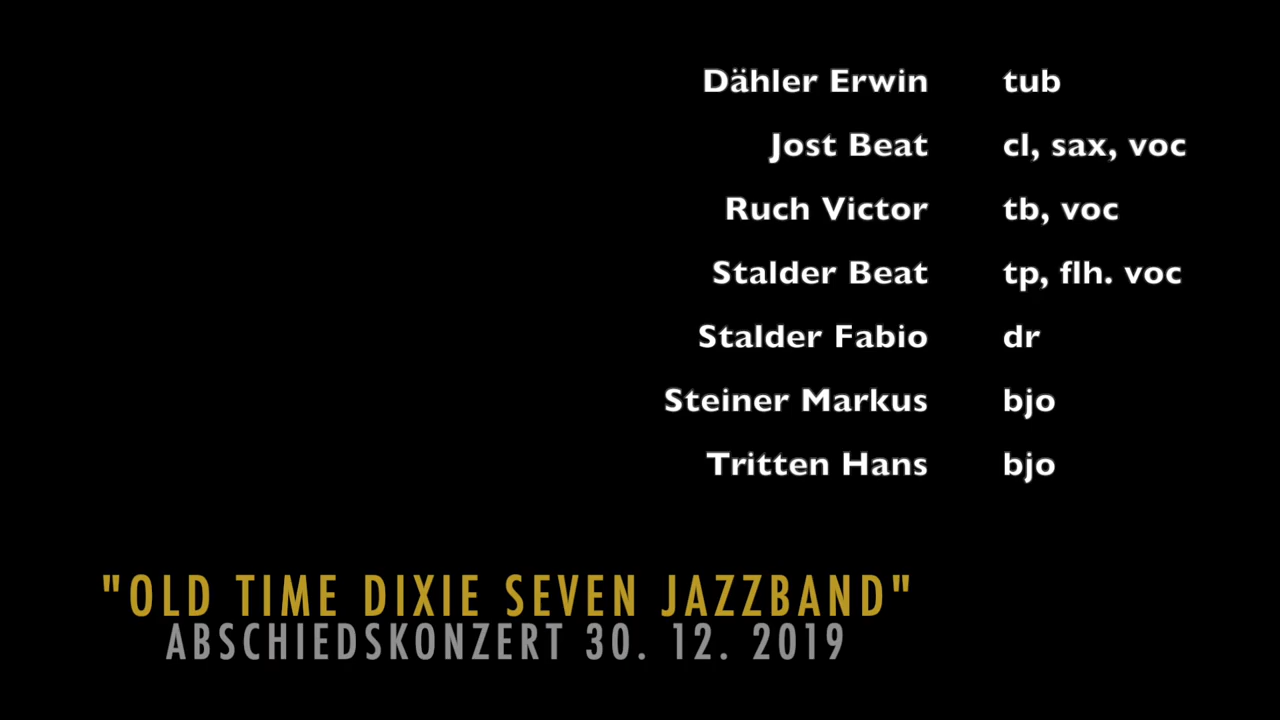 Dähler Erwin tub
Jost Beat cl, sax, voc
Ruch Victor tb, voc
Stalder Beat tp, flh. voc
Stalder Fabio dr
Steiner Markus bjo
Tritten Hans bjo
"OLD TIME DIXIE SEVEN JAZZBAND"
ABSCHIEDSKONZERT 30. 12. 2019